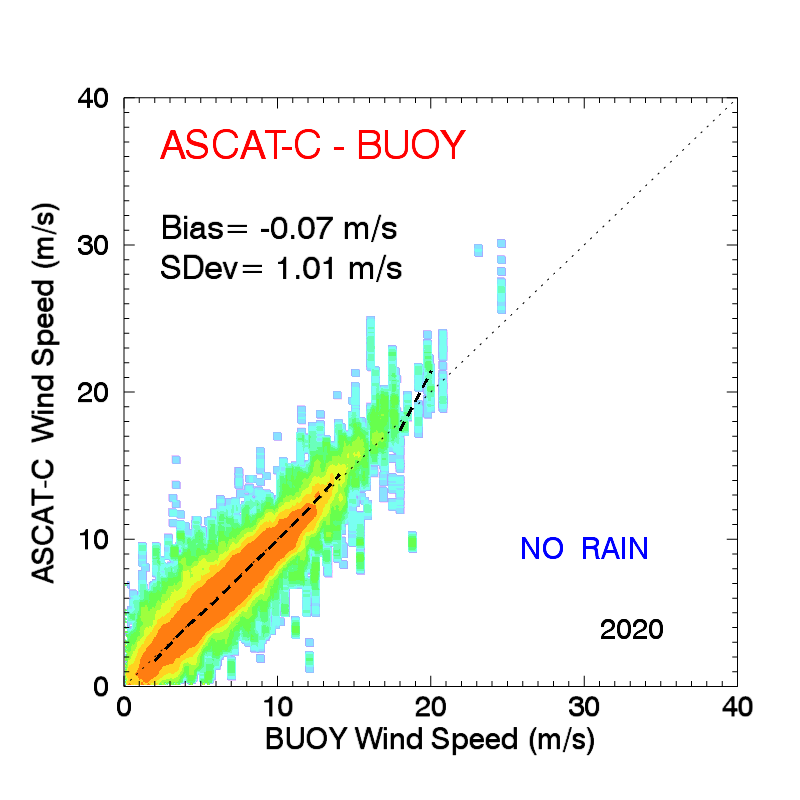 ASCAT-C - BUOY
Bias= -0.07 m/s
SDev= 1.01 m/s
NO RAIN
2020
ASCAT-C Wind Speed (m/s)
40
30
20
10
0
0 10 20 30 40
BUOY Wind Speed (m/s)